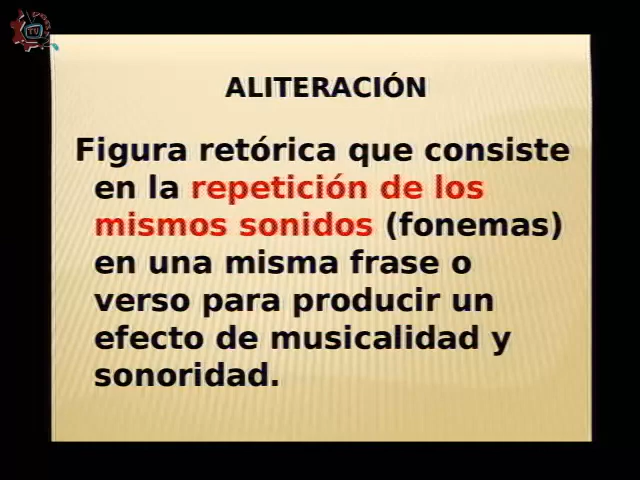 TV
ALITERACIÓN
Figura retórica que consiste
en la repetición de los
mismos sonidos (fonemas)
en una misma frase o
verso para producir un
efecto de musicalidad y
sonoridad.